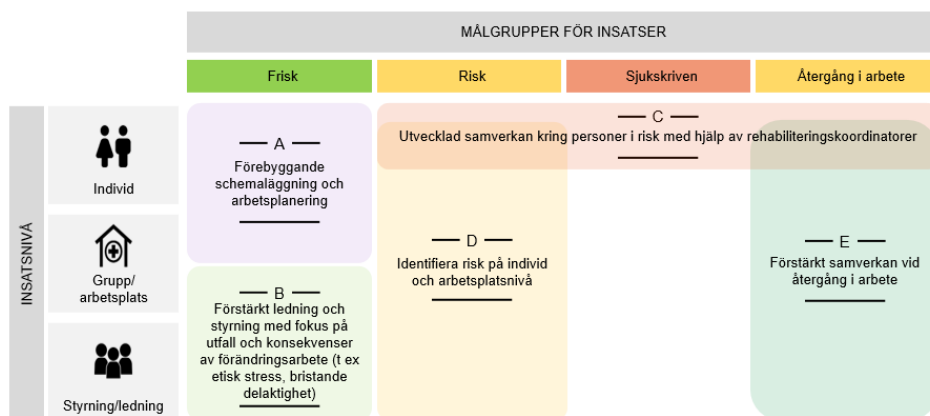 MÅLGRUPPER FÖR INSATSER
Frisk
Risk
Sjukskriven
Återgång i arbete
INSATSNIVÅ
Individ
Grupp/
arbetsplats
Styrning/ledning
A
Förebyggande
schemaläggning och
arbetsplanering
B
Förstärkt ledning och
styrning med fokus på
utfall och konsekvenser
av förändringsarbete (t ex
etisk stress, bristande
delaktighet)
C
Utvecklad samverkan kring personer i risk med hjälp av rehabiliteringskoordinatorer
D
Identifiera risk på individ
och arbetsplatsnivå
E
Förstärkt samverkan vid
återgång i arbete